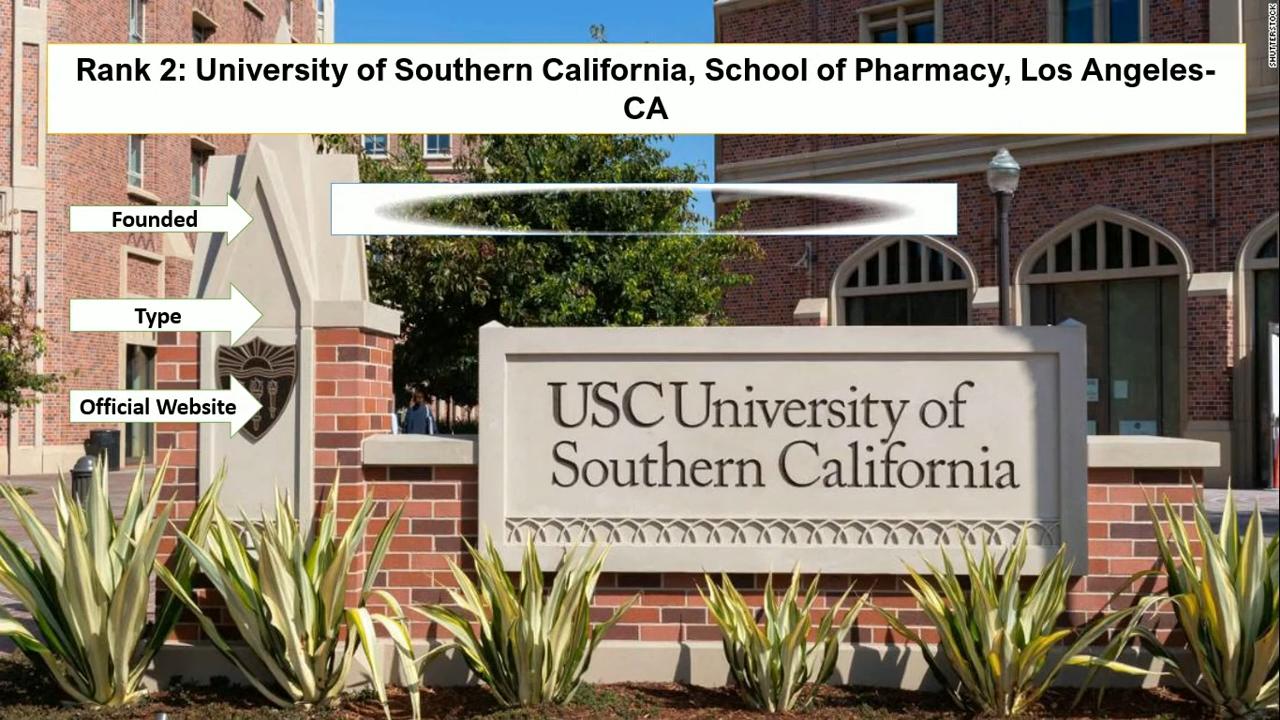 SHUTTERSTOCK
Rank 2: University of Southern California, School of Pharmacy, Los Angeles-
CA
Founded
Type
Official Website
USC University of
Southern California